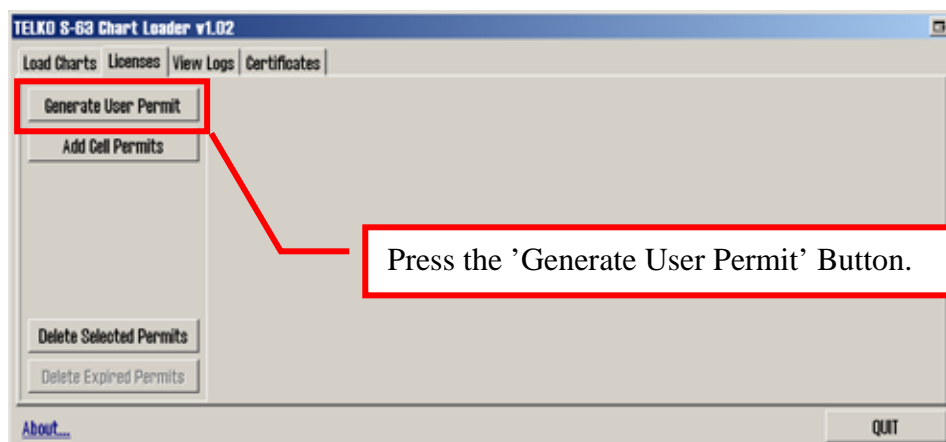 TELKO S-63 Chart Loader v1.02
Load Charts Licenses View Logs Certificates
Generate User Permit
Add Cell Permits
Press the ’Generate User Permit’ Button.
Delete Selected Permits
Delete Expired Permits
About... QUIT